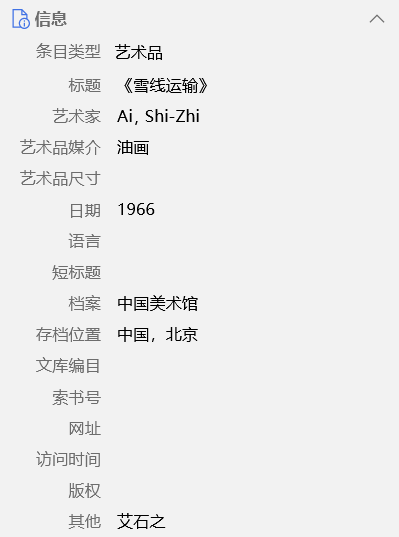 信息
条目类型 艺术品
标题 《雪线运输》
艺术家 Ai, Shi-Zhi
艺术品媒介 油画
艺术品尺寸
日期 1966
语言
短标题
档案 中国美术馆
存档位置 中国，北京
文库编目
索书号
网址
访问时间
版权
其他 艾石之